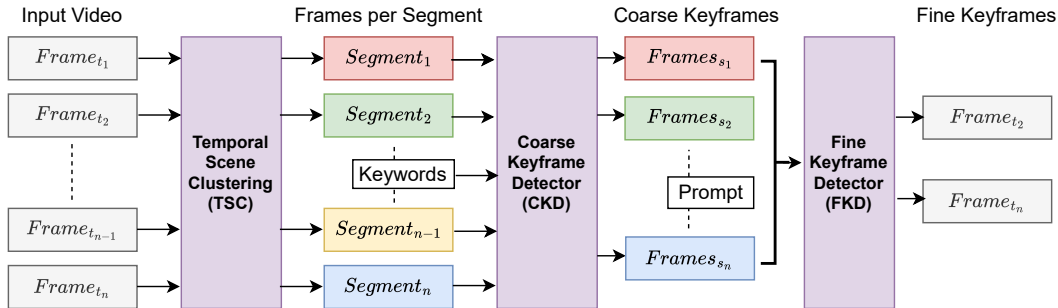 Input Video
Frames per Segment
Coarse Keyframes
Fine Keyframes
Frame_{t_1}
Frame_{t_2}
Frame_{t_{n-1}}
Frame_{t_n}
Temporal
Scene
Clustering
(TSC)
Segment_1
Segment_2
Keywords
Segment_{n-1}
Segment_n
Coarse
Keyframe
Detector
(CKD)
Frames_{s_1}
Frames_{s_2}
Prompt
Frames_{s_n}
Fine
Keyframe
Detector
(FKD)
Frame_{t_2}
Frame_{t_n}